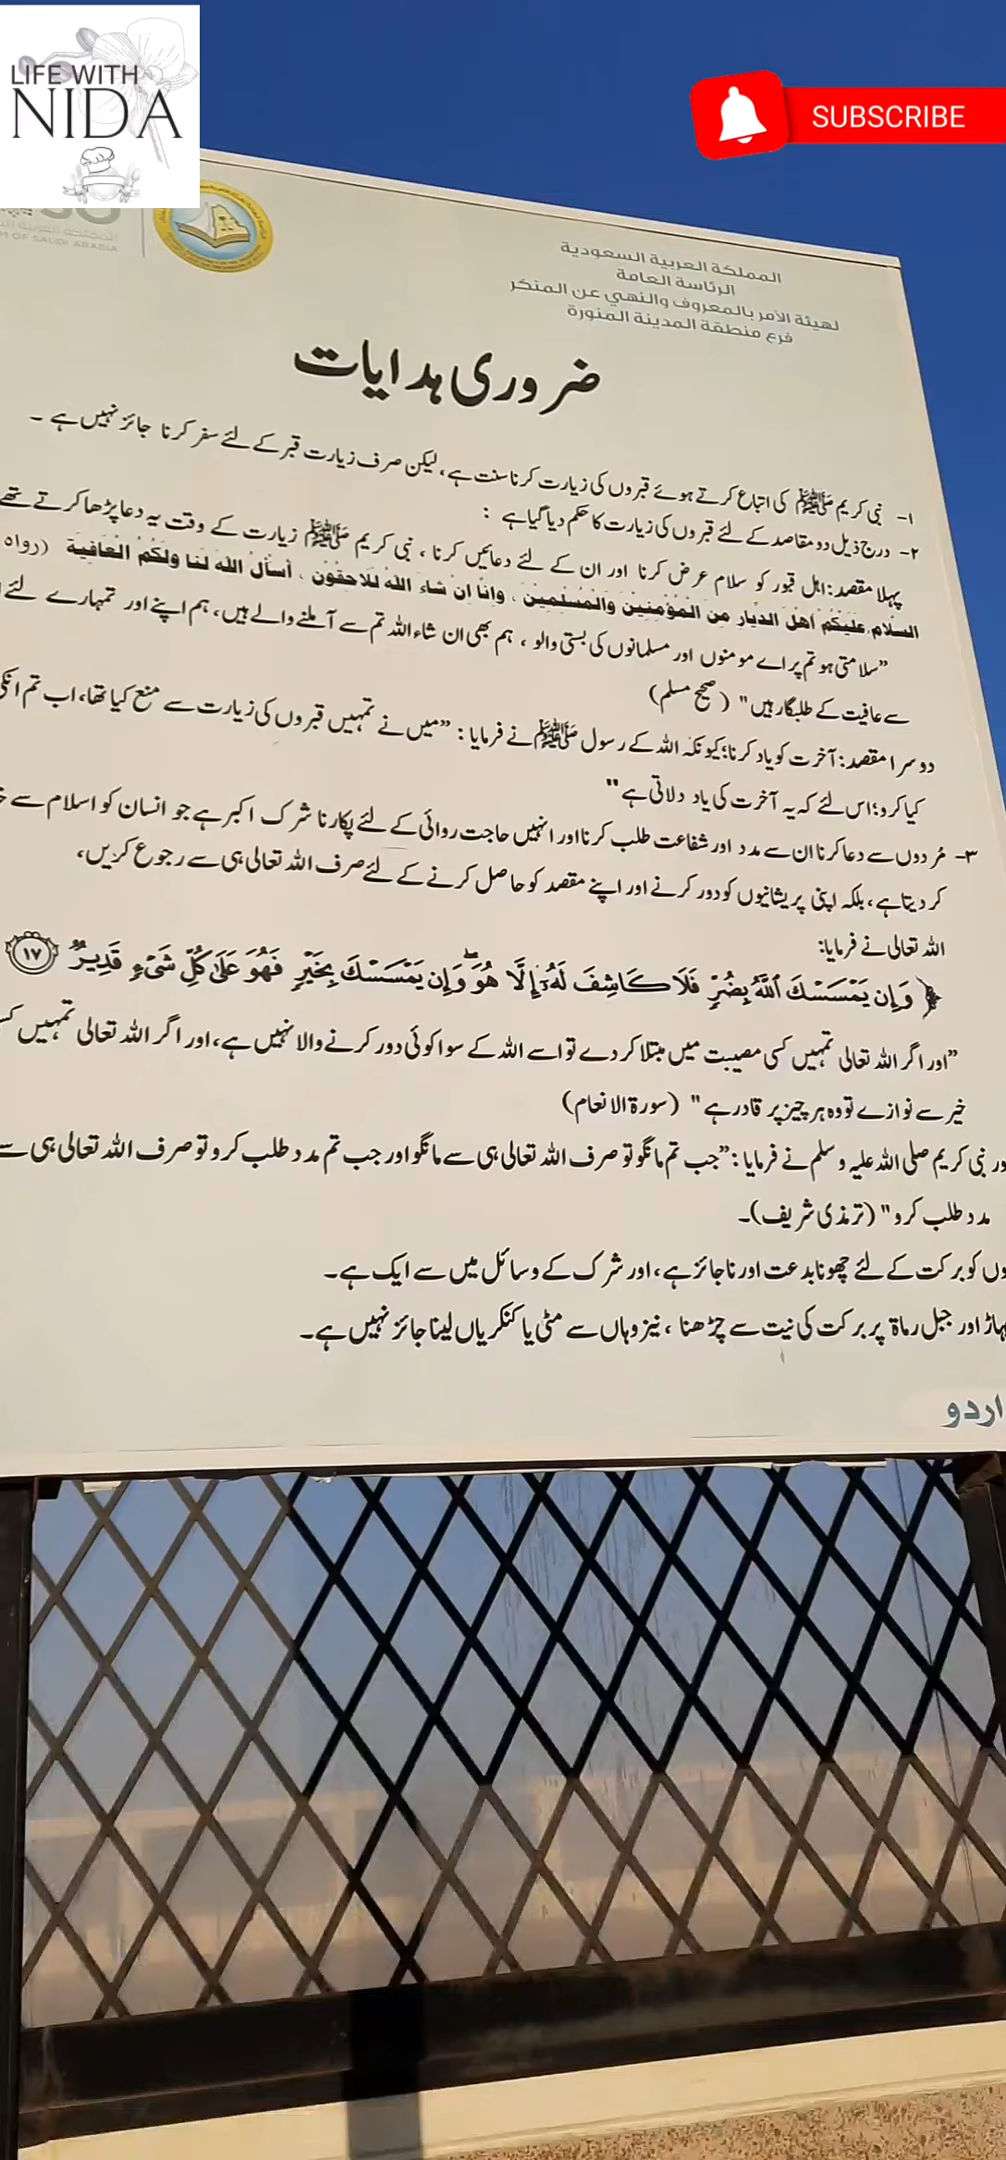 LIFE WITH
NIDA
SUBSCRIBE
المملكة العربية السعودية
الرئاسة العامة
لهيئة الأمر بالمعروف والنهي عن المنكر
فرع منطقة المدينة المنورة
M OF SAUDI ARABIA
ضروری ہدایات
۱- نبی کریم ﷺ کی اتباع کرتے ہوئے قبروں کی زیارت کرنا سنت ہے، لیکن صرف زیارت قبر کے لئے سفر کرنا جائز نہیں ہے ۔
۲- درج ذیل دو مقاصد کے لئے قبروں کی زیارت کا حکم دیا گیا ہے :
پہلا مقصد: اہل قبور کو سلام عرض کرنا اور ان کے لئے دعائیں کرنا ، نبی کریم ﷺ زیارت کے وقت یہ دعا پڑھا کرتے تھے
السلام عليكم أهل الديار من المؤمنين والمسلمين ، وإنا إن شاء الله للاحقون ، أسأل الله لنا ولكم العافية (رواه
”سلامتی ہو تم پر اے مومنوں اور مسلمانوں کی بستی والو ، ہم بھی ان شاء اللہ تم سے آملنے والے ہیں، ہم اپنے اور تمہارے لئے
سے عافیت کے طلبگار ہیں" (صحیح مسلم)
دوسرا مقصد: آخرت کو یاد کرنا؛ کیونکہ اللہ کے رسول ﷺ نے فرمایا : ”میں نے تمہیں قبروں کی زیارت سے منع کیا تھا، اب تم انکی
کیا کرو؛ اس لئے کہ یہ آخرت کی یاد دلاتی ہے"
۳- مُردوں سے دعا کرنا ان سے مدد اور شفاعت طلب کرنا اور انہیں حاجت روائی کے لئے پکارنا شرک اکبر ہے جو انسان کو اسلام سے
کر دیتا ہے، بلکہ اپنی پریشانیوں کو دور کرنے اور اپنے مقصد کو حاصل کرنے کے لئے صرف اللہ تعالی ہی سے رجوع کریں،
اللہ تعالی نے فرمایا:
﴿ وَإِن يَمْسَسْكَ ٱللَّهُ بِضُرٍّ فَلَا كَاشِفَ لَهُۥٓ إِلَّا هُوَ ۖ وَإِن يَمْسَسْكَ بِخَيْرٍ فَهُوَ عَلَىٰ كُلِّ شَىْءٍ قَدِيرٌ ١٧
”اور اگر اللہ تعالی تمہیں کسی مصیبت میں مبتلا کر دے تو اسے اللہ کے سوا کوئی دور کرنے والا نہیں ہے، اور اگر اللہ تعالی تمہیں
خیر سے نوازے تو وہ ہر چیز پر قادر ہے" (سورۃ الانعام)
ور نبی کریم صلی اللہ علیہ وسلم نے فرمایا : ”جب تم مانگو تو صرف اللہ تعالی ہی سے مانگو اور جب تم مدد طلب کرو تو صرف اللہ تعالی ہی سے
مدد طلب کرو" (ترمذی شریف)۔
وں کو برکت کے لئے چھونا بدعت اور ناجائز ہے، اور شرک کے وسائل میں سے ایک ہے۔
ہاڑ اور جبل رماۃ پر برکت کی نیت سے چڑھنا ، نیز وہاں سے مٹی یا کنکریاں لینا جائز نہیں ہے۔
اردو